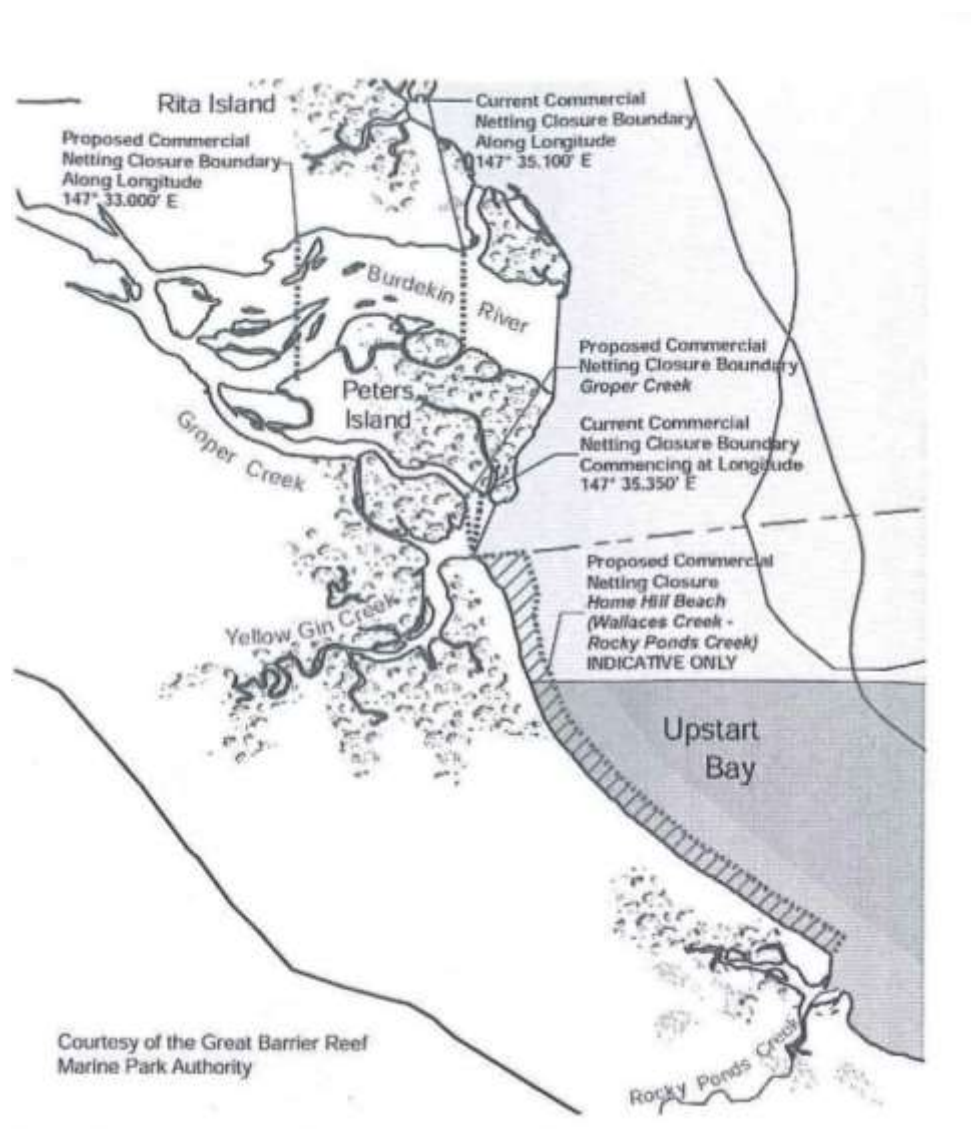 Rita Island
Current Commercial
Netting Closure Boundary
Along Longitude
147° 35.100' E
Proposed Commercial
Netting Closure Boundary
Along Longitude
147° 33.000' E
Burdekin River
Proposed Commercial
Netting Closure Boundary
Groper Creek
Peters
Island
Groper Creek
Current Commercial
Netting Closure Boundary
Commencing at Longitude
147° 35.350' E
Proposed Commercial
Netting Closure
Home Hill Beach
(Wallaces Creek -
Rocky Ponds Creek)
INDICATIVE ONLY
Yellow Gin Creek
Upstart
Bay
Courtesy of the Great Barrier Reef
Marine Park Authority
Rocky Ponds Creek